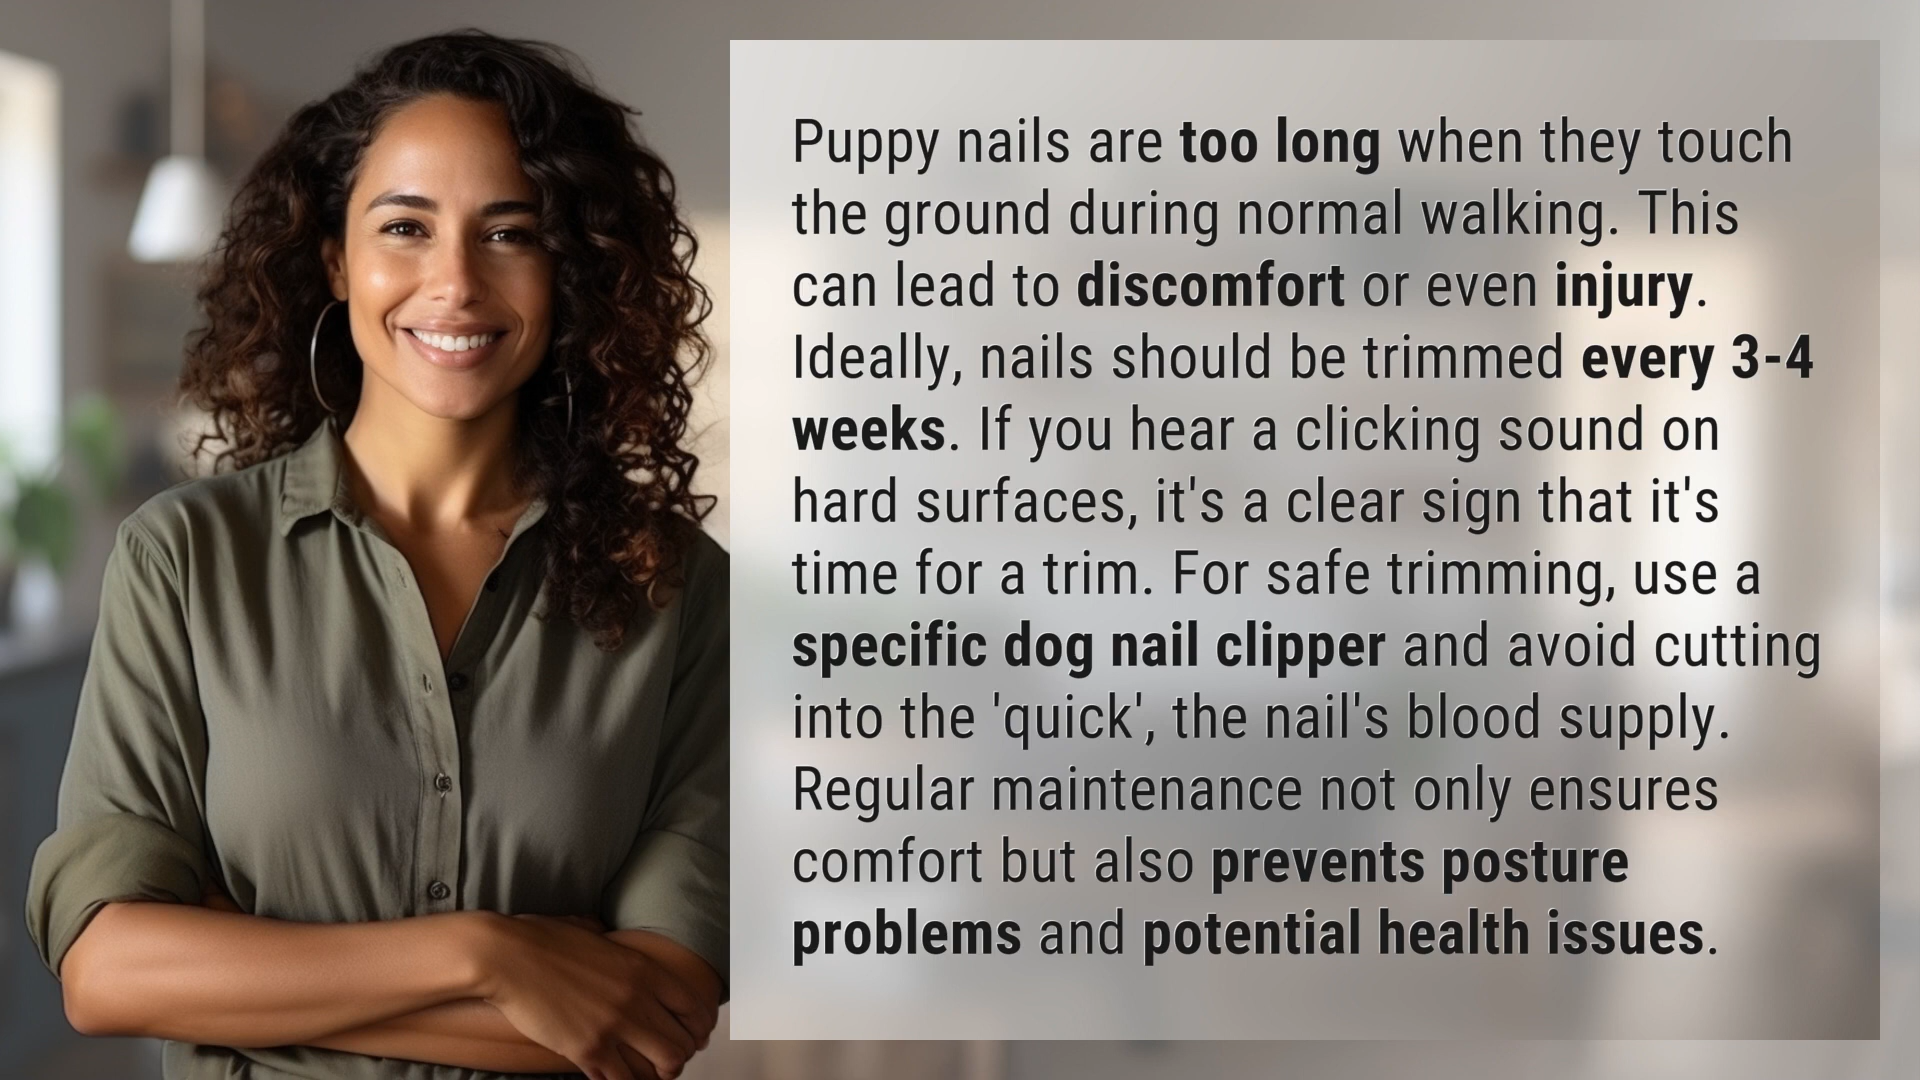 Puppy nails are too long when they touch
the ground during normal walking. This
can lead to discomfort or even injury.
Ideally, nails should be trimmed every 3-4
weeks. If you hear a clicking sound on
hard surfaces, it's a clear sign that it's
time for a trim. For safe trimming, use a
specific dog nail clipper and avoid cutting
into the 'quick', the nail's blood supply.
Regular maintenance not only ensures
comfort but also prevents posture
problems and potential health issues.